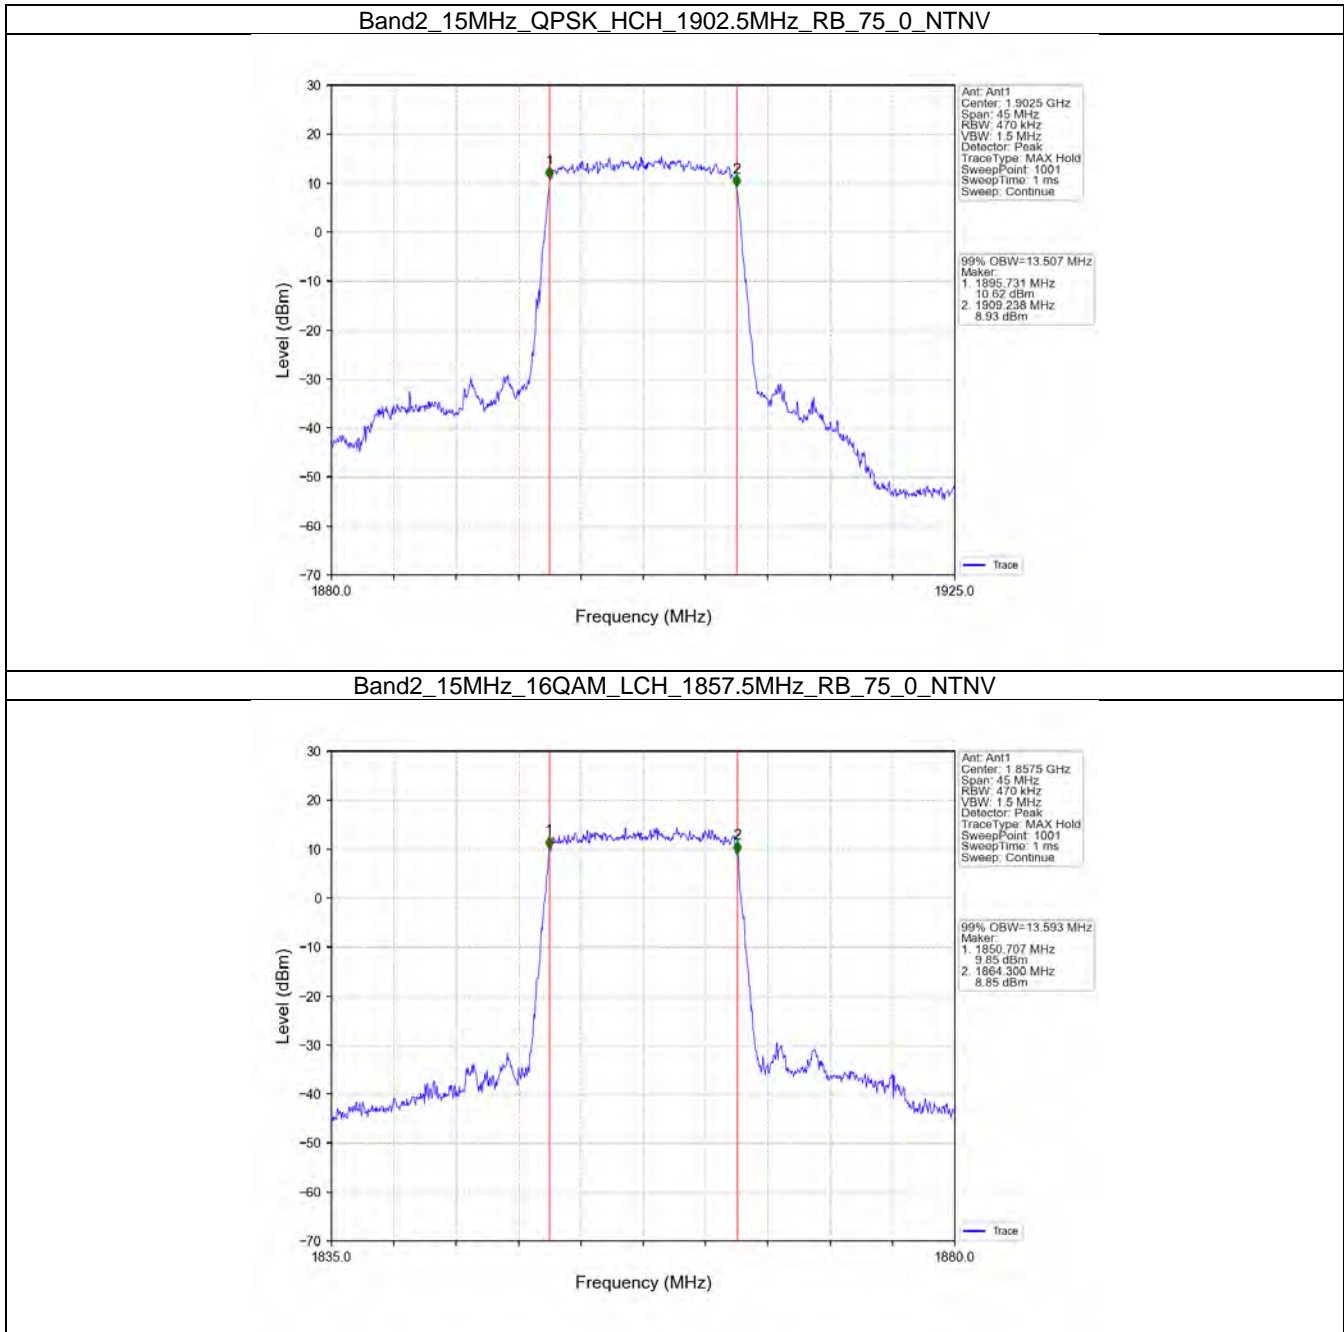 Band2_15MHz_QPSK_HCH_1902.5MHz_RB_75_0_NTNV
30
20
10
0
−10
−20
−30
−40
−50
−60
−70
Level (dBm)
1
2
1880.0
1925.0
Frequency (MHz)
Ant: Ant1
Center: 1.9025 GHz
Span: 45 MHz
RBW: 470 kHz
VBW: 1.5 MHz
Detector: Peak
TraceType: MAX Hold
SweepPoint: 1001
SweepTime: 1 ms
Sweep: Continue
99% OBW=13.507 MHz
Maker:
1. 1895.731 MHz
10.62 dBm
2. 1909.238 MHz
8.93 dBm
Trace
Band2_15MHz_16QAM_LCH_1857.5MHz_RB_75_0_NTNV
30
20
10
0
−10
−20
−30
−40
−50
−60
−70
Level (dBm)
1
2
1835.0
1880.0
Frequency (MHz)
Ant: Ant1
Center: 1.8575 GHz
Span: 45 MHz
RBW: 470 kHz
VBW: 1.5 MHz
Detector: Peak
TraceType: MAX Hold
SweepPoint: 1001
SweepTime: 1 ms
Sweep: Continue
99% OBW=13.593 MHz
Maker:
1. 1850.707 MHz
9.85 dBm
2. 1864.300 MHz
8.85 dBm
Trace